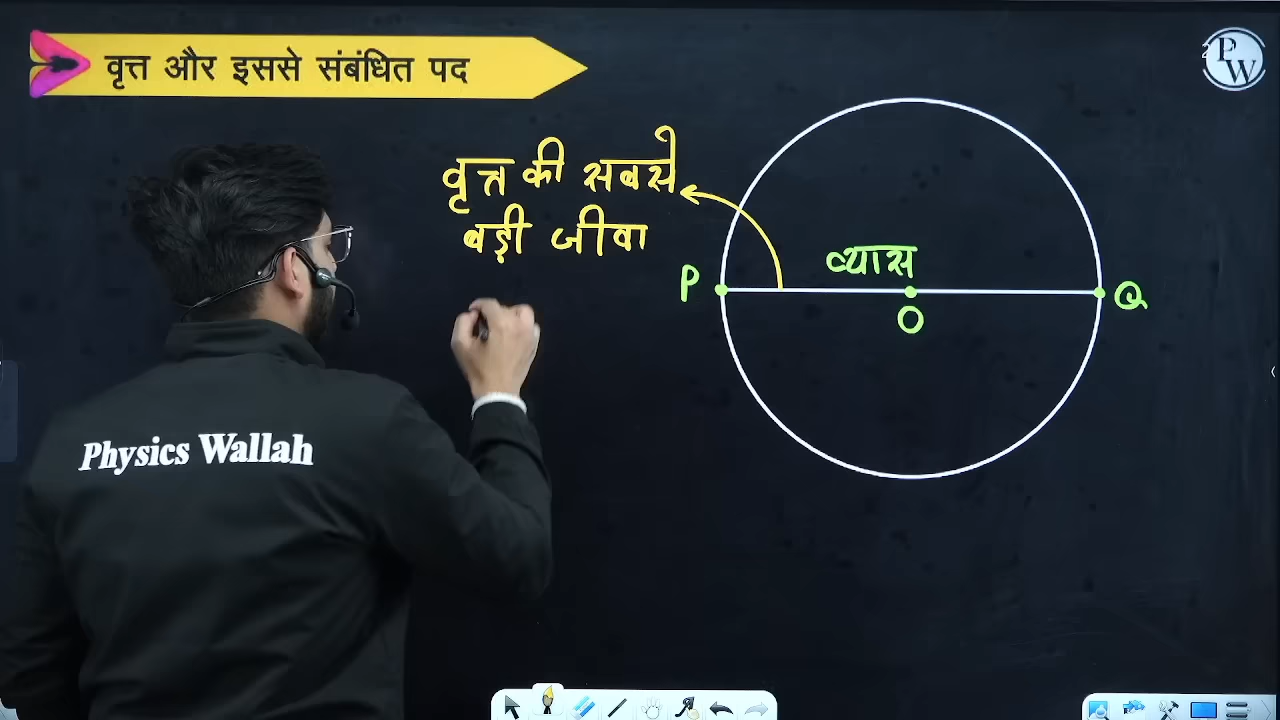 वृत्त और इससे संबंधित पद
PW
वृत्त की सबसे
बड़ी जीवा
व्यास
P
Q
O
Physics Wallah